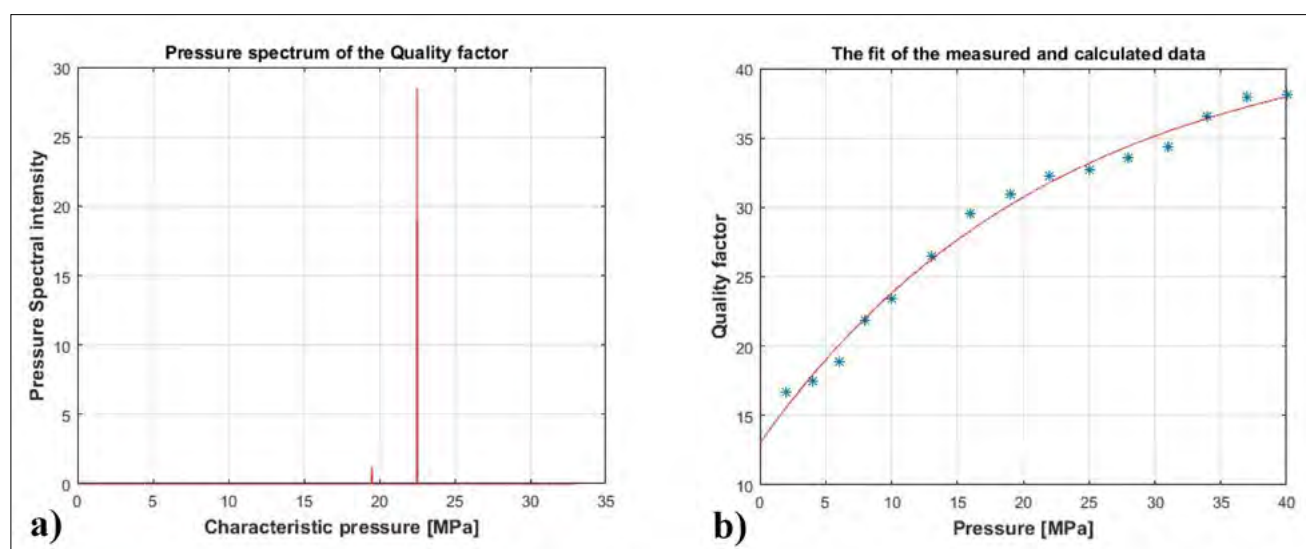 Pressure spectrum of the Quality factor
30
25
20
15
10
5
0
0 5 10 15 20 25 30 35
Pressure Spectral intensity
Characteristic pressure [MPa]
a)
The fit of the measured and calculated data
40
35
30
25
20
15
10
0 5 10 15 20 25 30 35 40
Quality factor
Pressure [MPa]
b)